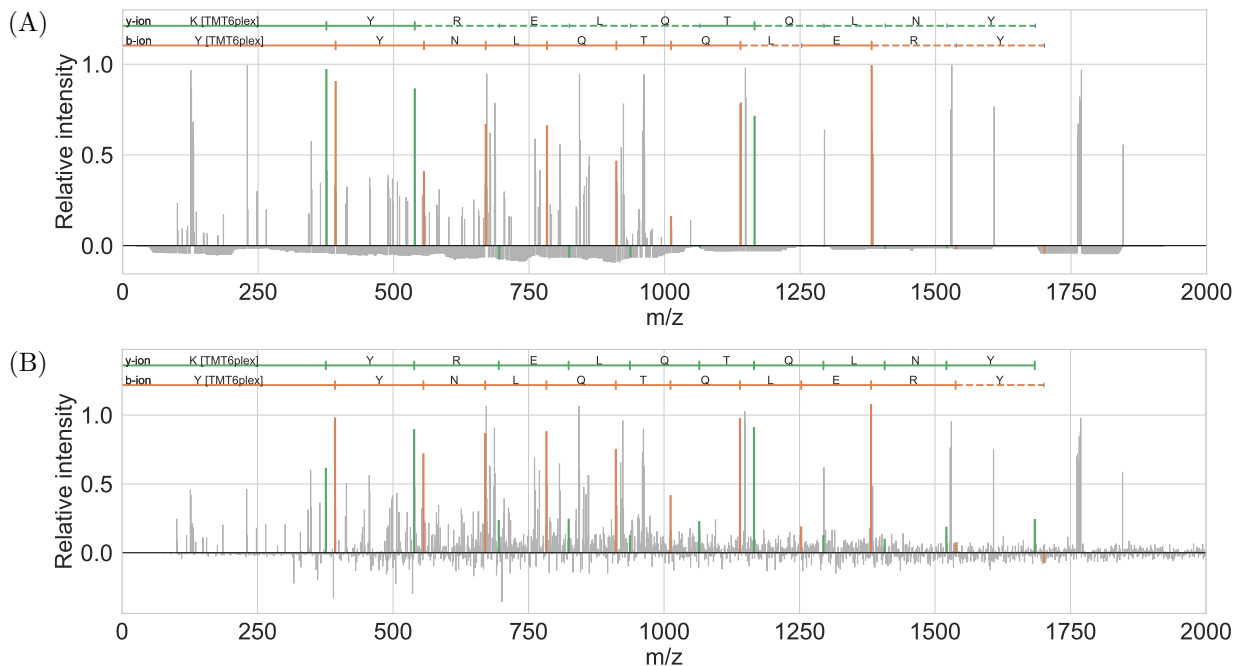 (A)
y-ion K [TMT6plex] Y R E L Q T Q L N Y
b-ion Y [TMT6plex] Y N L Q T Q L E R Y
1.0
0.5
0.0
Relative intensity
0 250 500 750 1000 1250 1500 1750 2000
m/z
(B)
y-ion K [TMT6plex] Y R E L Q T Q L N Y
b-ion Y [TMT6plex] Y N L Q T Q L E R Y
1.0
0.5
0.0
Relative intensity
0 250 500 750 1000 1250 1500 1750 2000
m/z